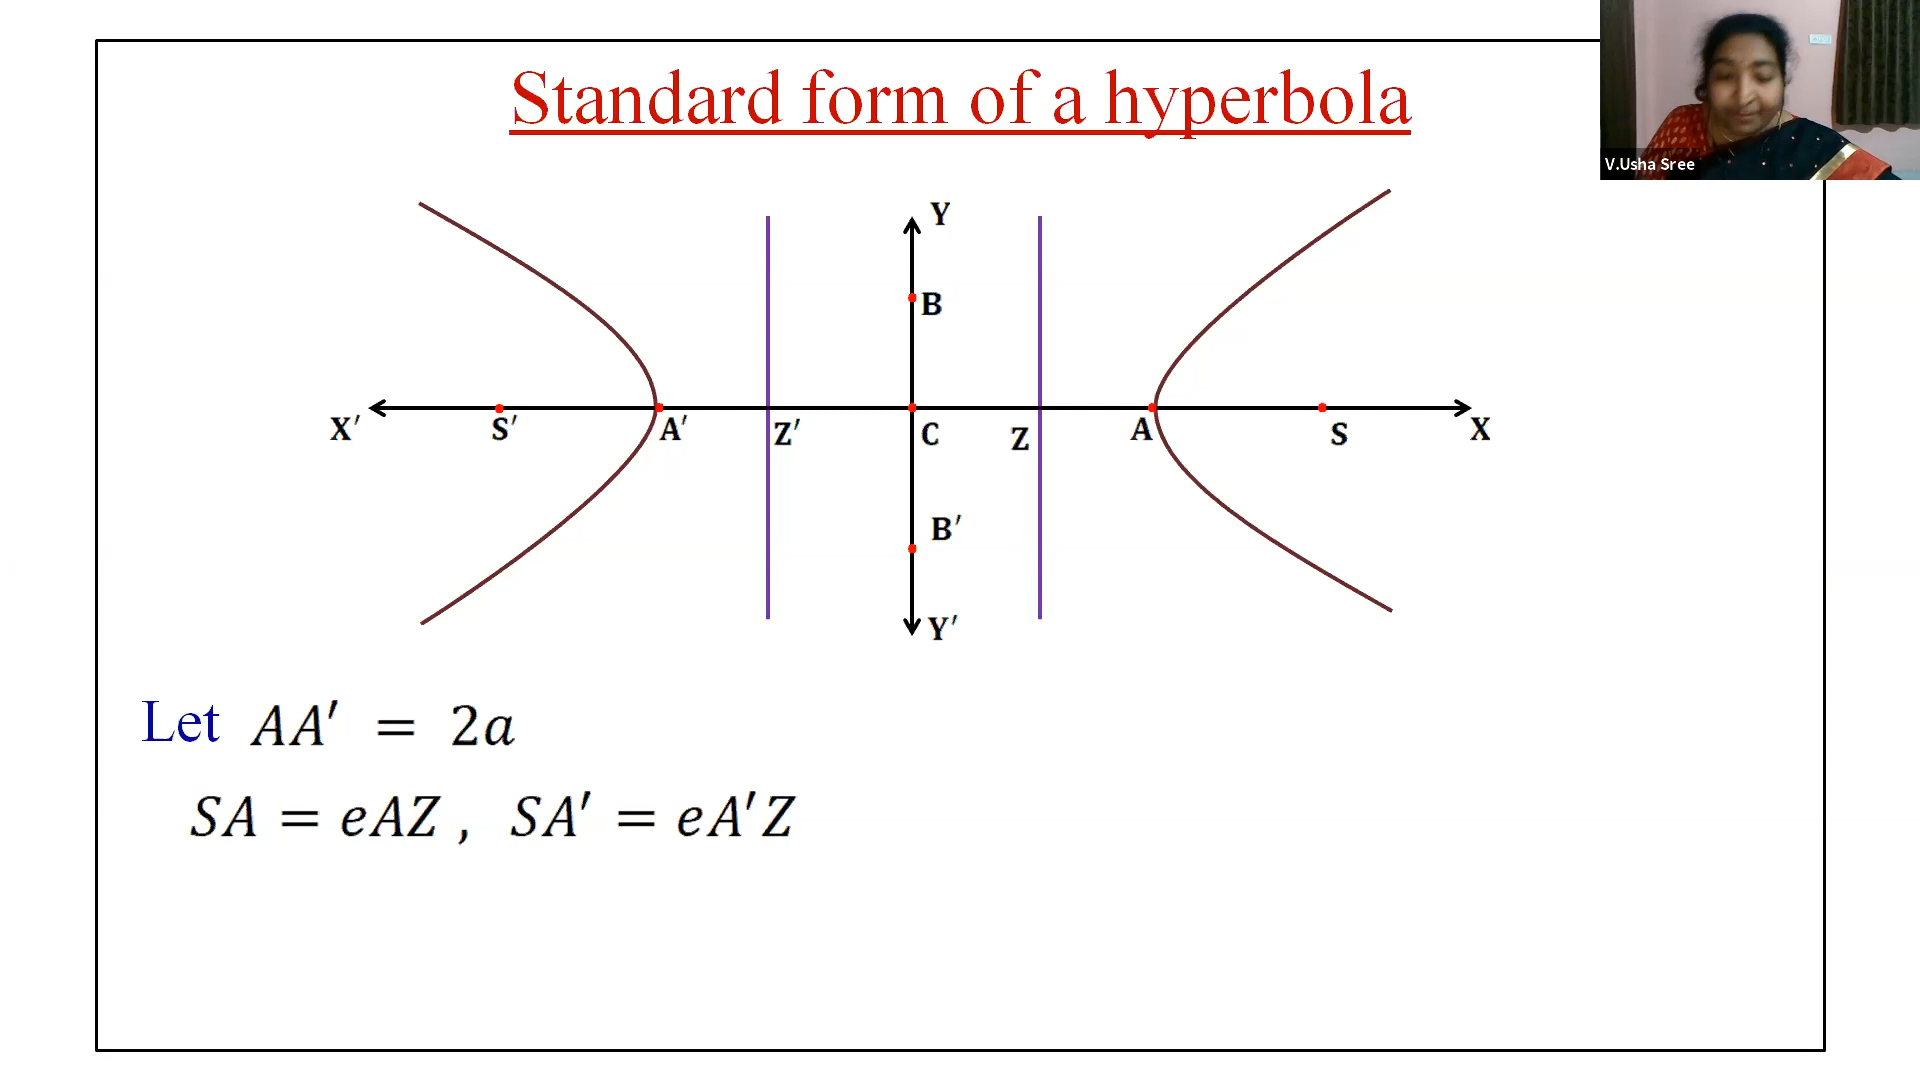 Standard form of a hyperbola
V.Usha Sree
Y
B
X′ S′ A′ Z′ C Z A S X
B′
Y′
Let AA′ = 2a
SA = eAZ , SA′ = eA′Z